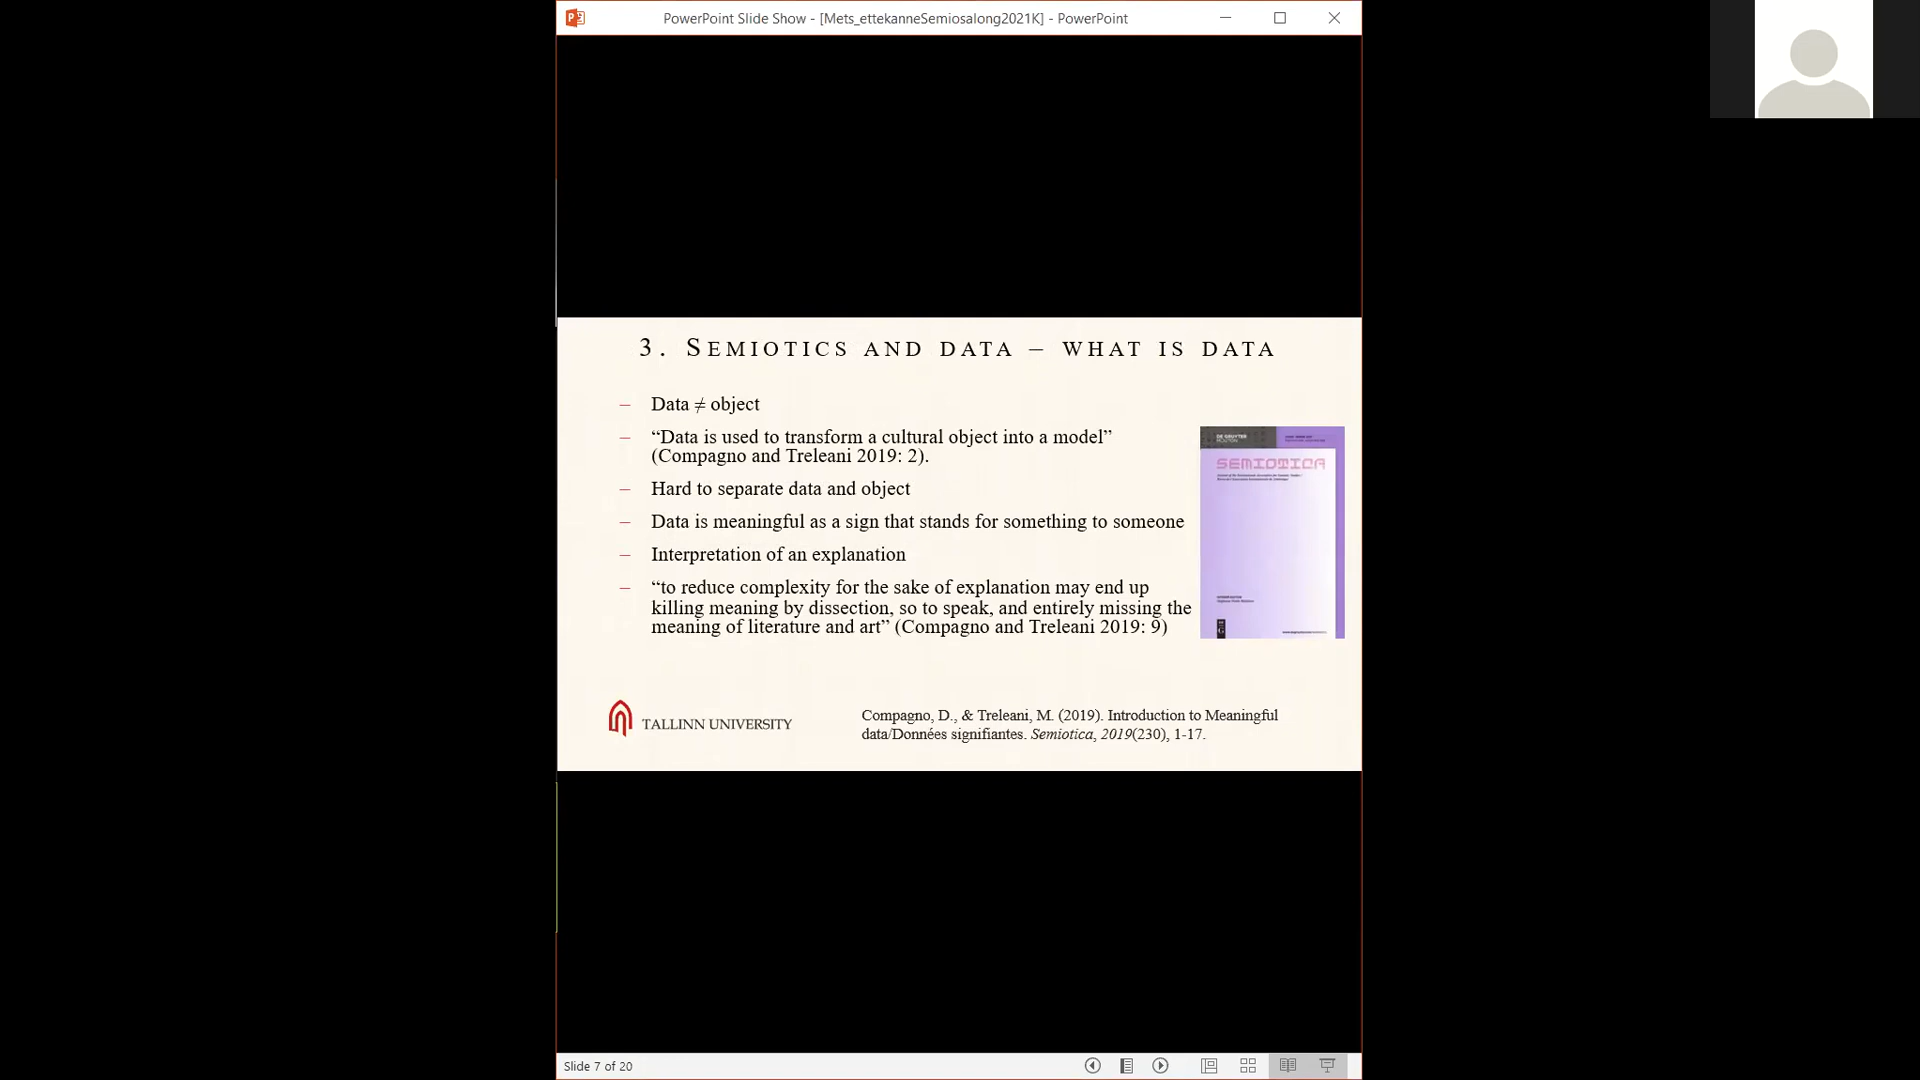 PowerPoint Slide Show - [Mets_ettekanneSemiosalong2021K] - PowerPoint
3. SEMIOTICS AND DATA – WHAT IS DATA
– Data ≠ object
– “Data is used to transform a cultural object into a model”
(Compagno and Treleani 2019: 2).
– Hard to separate data and object
– Data is meaningful as a sign that stands for something to someone
– Interpretation of an explanation
– “to reduce complexity for the sake of explanation may end up
killing meaning by dissection, so to speak, and entirely missing the
meaning of literature and art” (Compagno and Treleani 2019: 9)
DE GRUYTER
MOUTON
SEMIOTICA
TALLINN UNIVERSITY
Compagno, D., & Treleani, M. (2019). Introduction to Meaningful
data/Données signifiantes. Semiotica, 2019(230), 1-17.
Slide 7 of 20